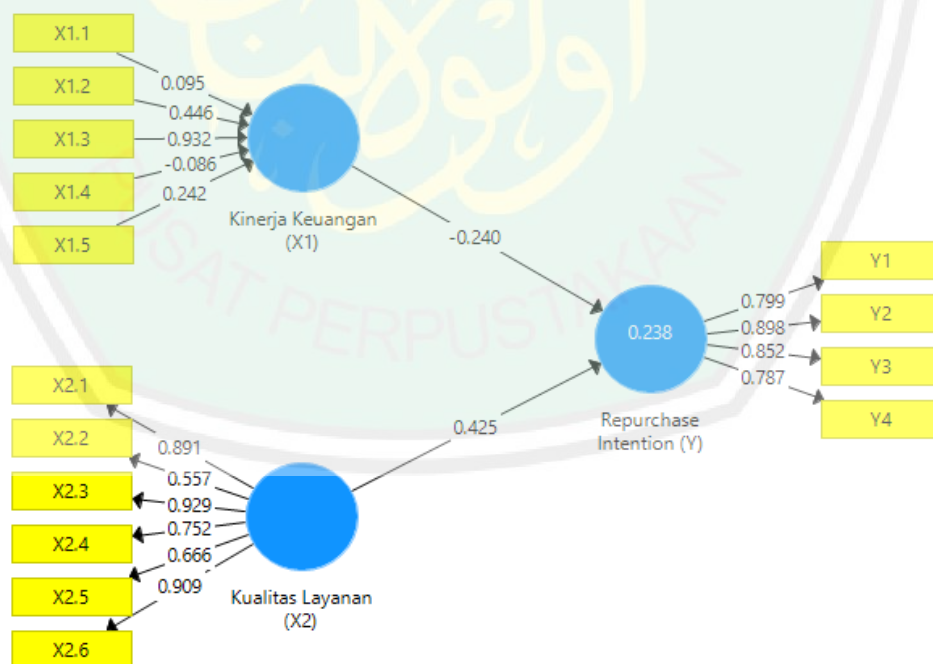 X1.1
X1.2
X1.3
X1.4
X1.5
0.095
0.446
0.932
-0.086
0.242
Kinerja Keuangan
(X1)
-0.240
X2.1
X2.2
X2.3
X2.4
X2.5
X2.6
0.891
0.557
0.929
0.752
0.666
0.909
Kualitas Layanan
(X2)
0.425
0.238
Repurchase
Intention (Y)
0.799
0.898
0.852
0.787
Y1
Y2
Y3
Y4
PUSAT PERPUSTAKAAN